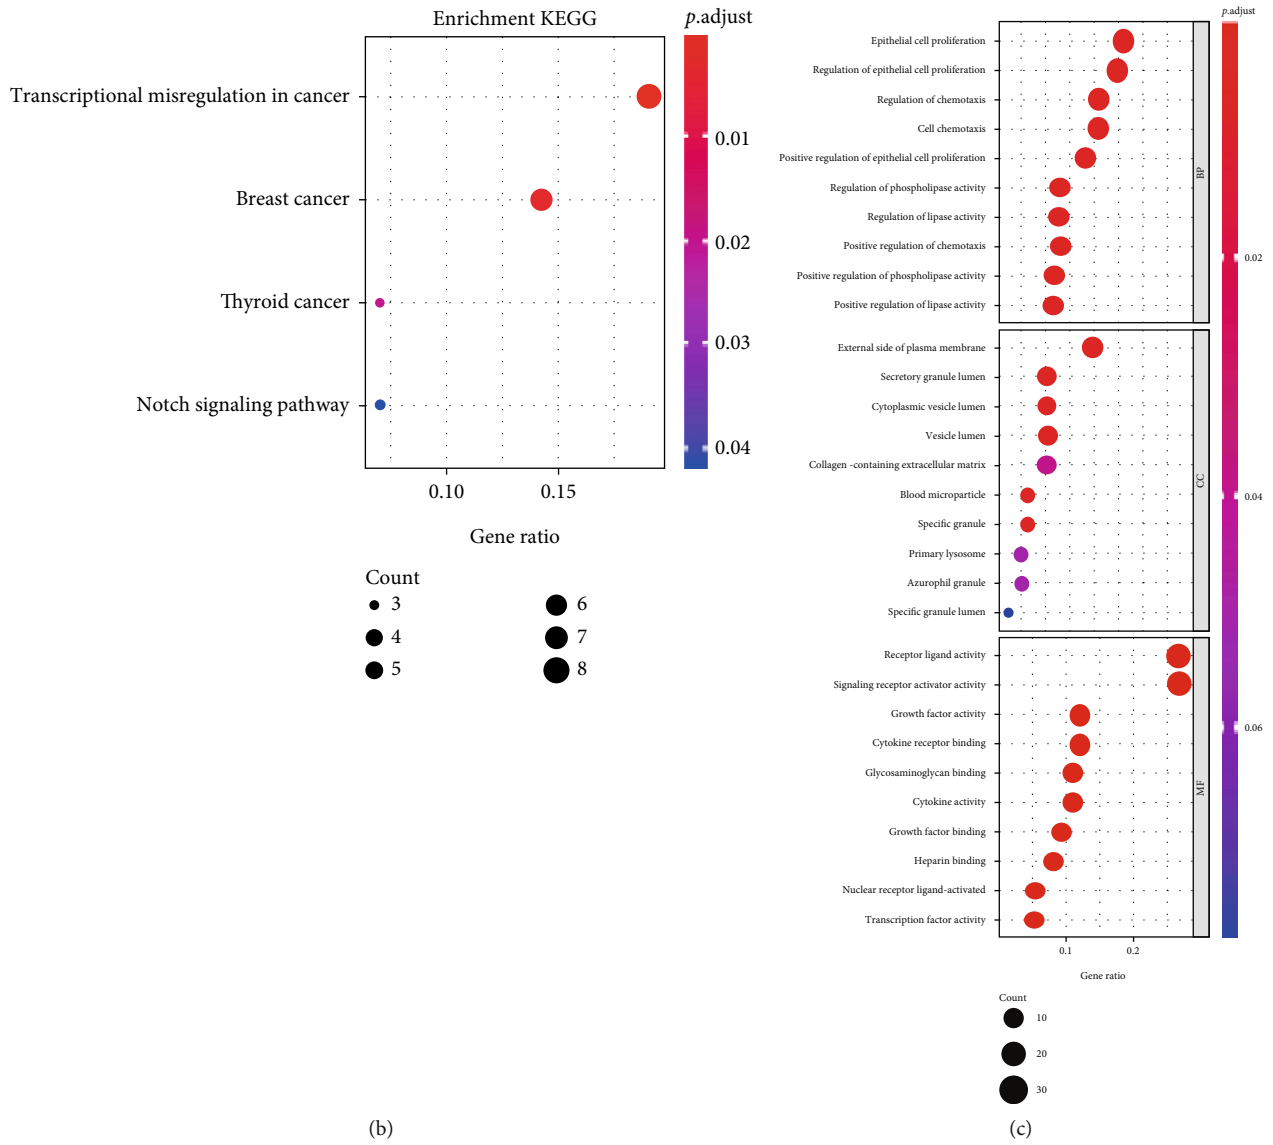 Enrichment KEGG
p.adjust
Transcriptional misregulation in cancer
Breast cancer
Thyroid cancer
Notch signaling pathway
0.01
0.02
0.03
0.04
0.10
0.15
Gene ratio
Count
3
4
5
6
7
8
(b)
p.adjust
Epithelial cell proliferation
Regulation of epithelial cell proliferation
Regulation of chemotaxis
Cell chemotaxis
Positive regulation of epithelial cell proliferation
Regulation of phospholipase activity
Regulation of lipase activity
Positive regulation of chemotaxis
Positive regulation of phospholipase activity
Positive regulation of lipase activity
BP
External side of plasma membrane
Secretory granule lumen
Cytoplasmic vesicle lumen
Vesicle lumen
Collagen -containing extracellular matrix
Blood microparticle
Specific granule
Primary lysosome
Azurophil granule
Specific granule lumen
CC
Receptor ligand activity
Signaling receptor activator activity
Growth factor activity
Cytokine receptor binding
Glycosaminoglycan binding
Cytokine activity
Growth factor binding
Heparin binding
Nuclear receptor ligand-activated
Transcription factor activity
MF
0.02
0.04
0.06
0.1
0.2
Gene ratio
Count
10
20
30
(c)